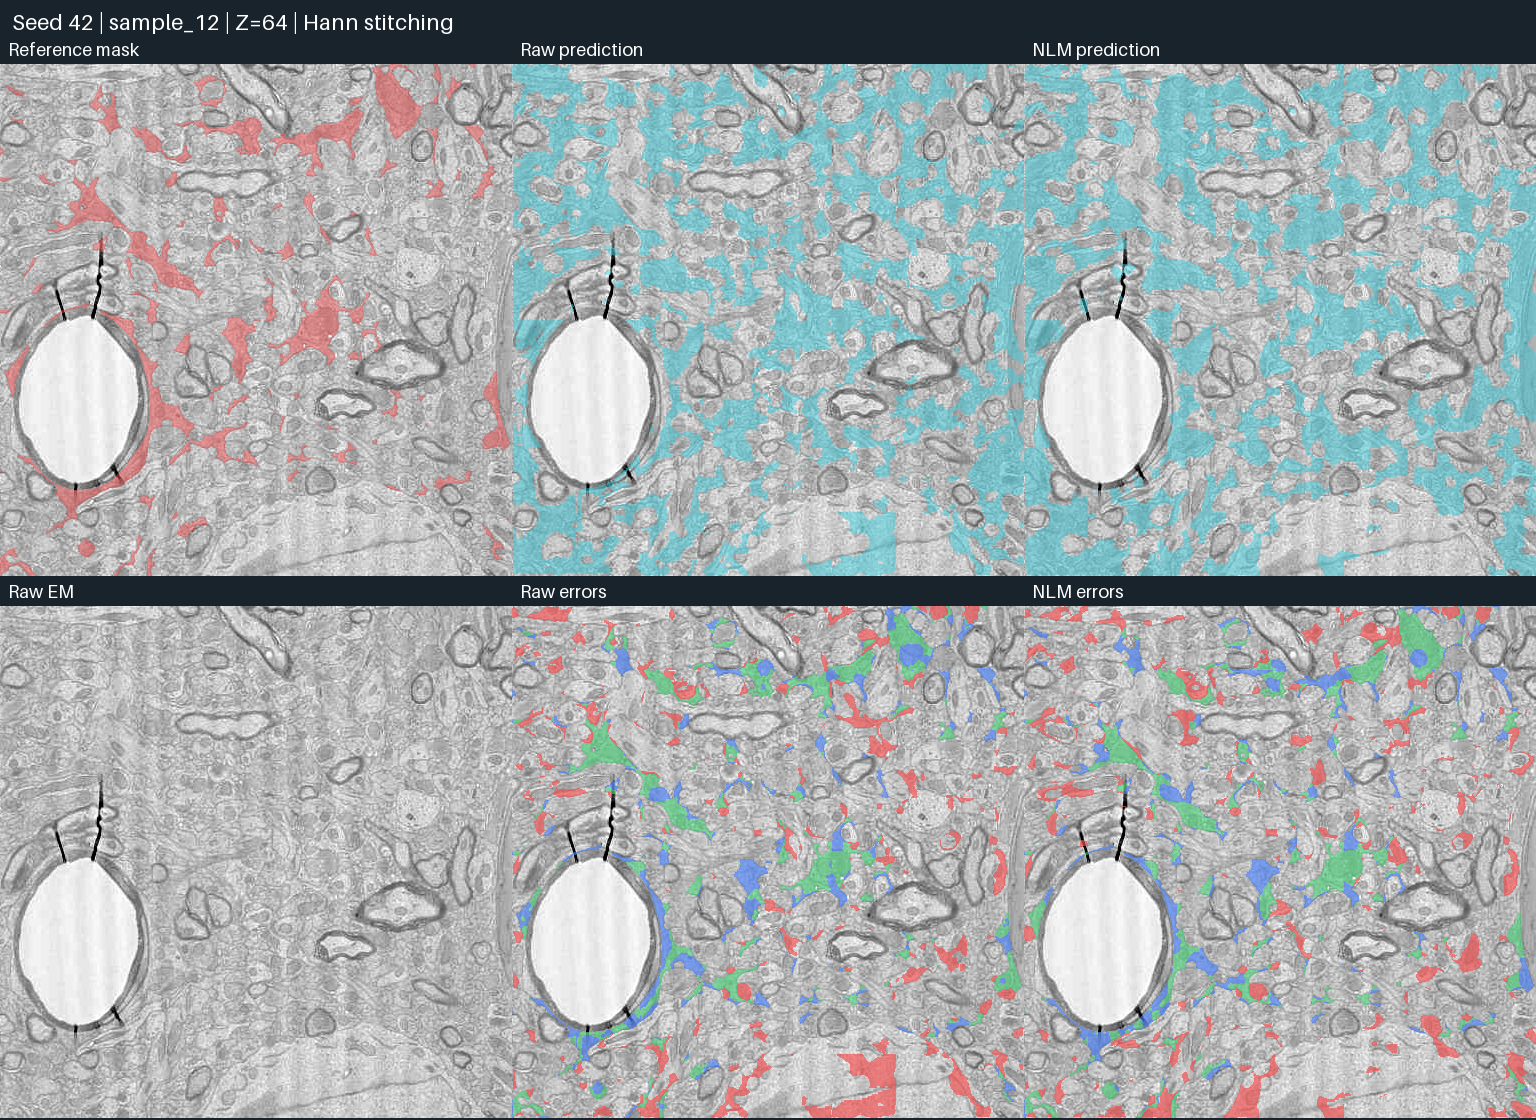 Seed 42 | sample_12 | Z=64 | Hann stitching
Reference mask
Raw prediction
NLM prediction
Raw EM
Raw errors
NLM errors